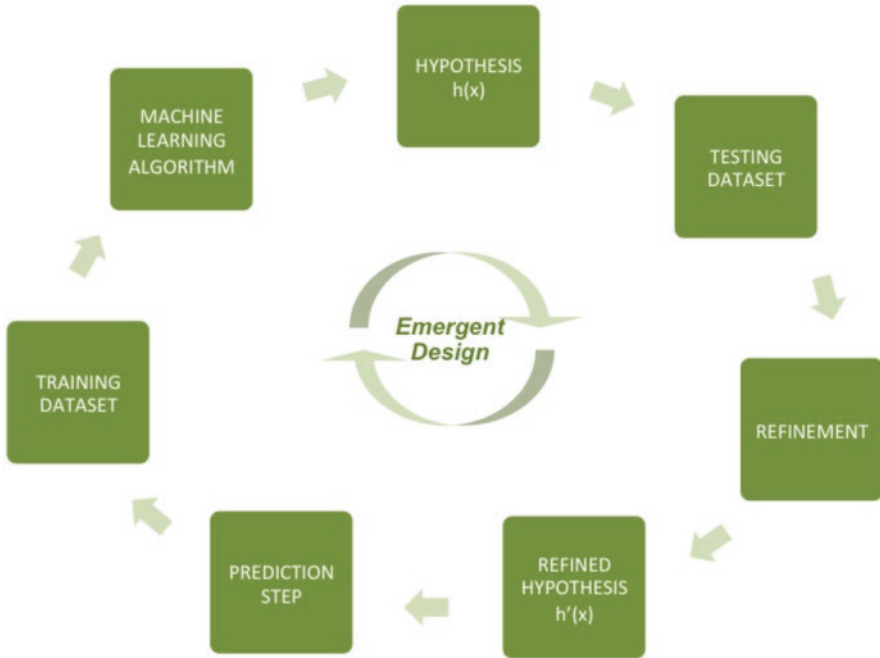 HYPOTHESIS
h(x)
MACHINE
LEARNING
ALGORITHM
TESTING
DATASET
Emergent
Design
TRAINING
DATASET
REFINEMENT
PREDICTION
STEP
REFINED
HYPOTHESIS
h'(x)